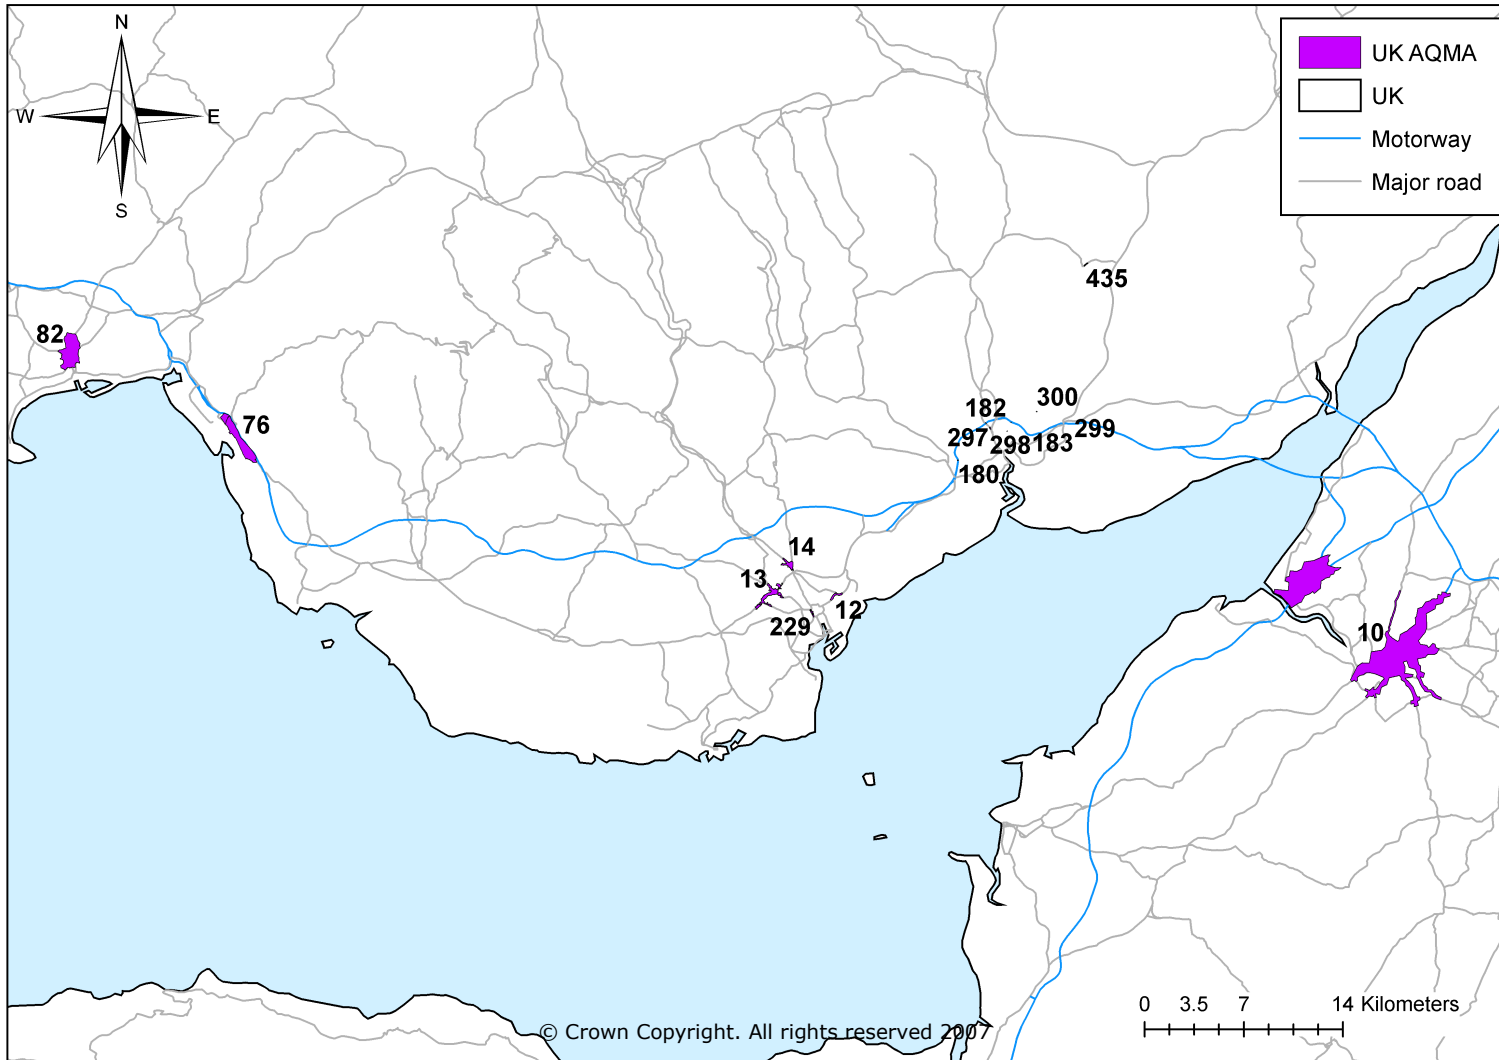 N
W
E
S
UK AQMA
UK
Motorway
Major road
435
82
76
300
182
299
297
298
183
180
14
13
12
229
10
0 3.5 7 14 Kilometers
© Crown Copyright. All rights reserved 2007